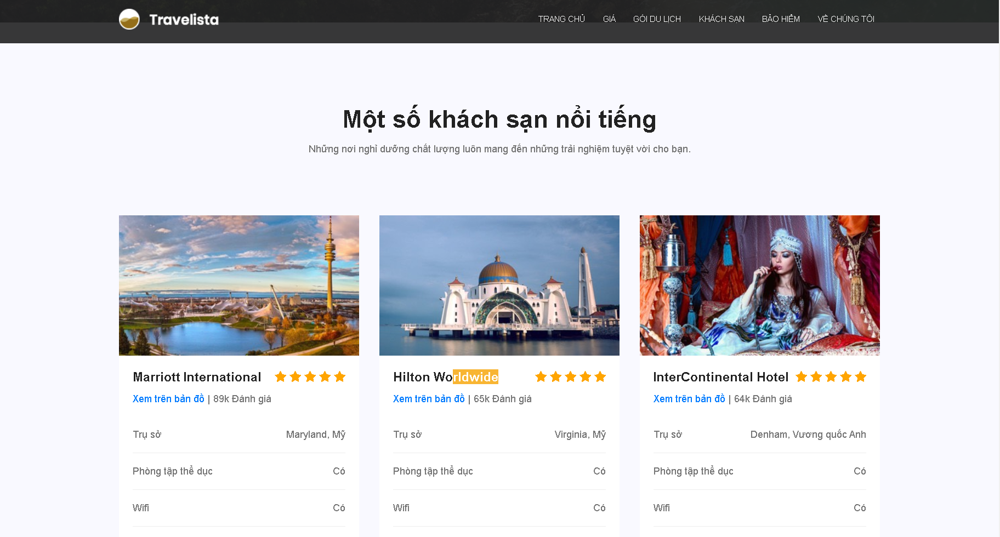 Travelista
TRANG CHỦ GIÁ GÓI DU LỊCH KHÁCH SẠN BẢO HIỂM VỀ CHÚNG TÔI
Một số khách sạn nổi tiếng
Những nơi nghỉ dưỡng chất lượng luôn mang đến những trải nghiệm tuyệt vời cho bạn.
Marriott International
Xem trên bản đồ | 89k Đánh giá
Trụ sở Maryland, Mỹ
Phòng tập thể dục Có
Wifi Có
Hilton Worldwide
Xem trên bản đồ | 65k Đánh giá
Trụ sở Virginia, Mỹ
Phòng tập thể dục Có
Wifi Có
InterContinental Hotel
Xem trên bản đồ | 64k Đánh giá
Trụ sở Denham, Vương quốc Anh
Phòng tập thể dục Có
Wifi Có